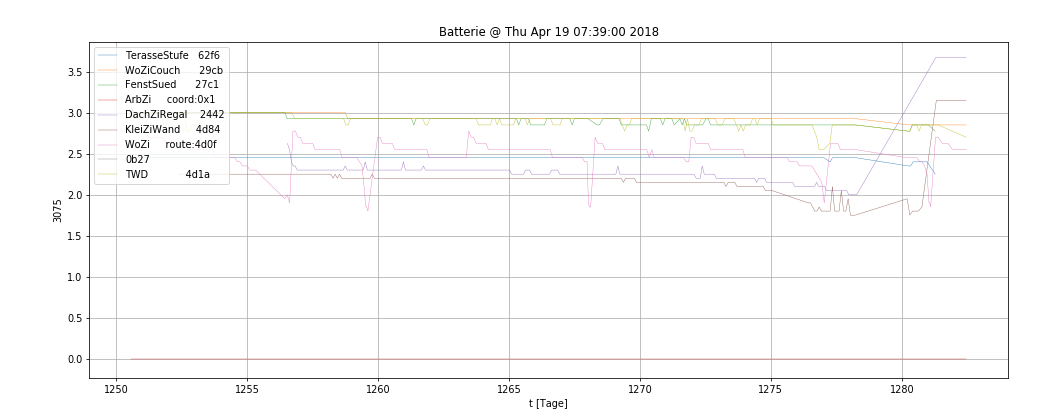 Batterie @ Thu Apr 19 07:39:00 2018
TerasseStufe 62f6
WoZiCouch 29cb
FenstSued 27c1
ArbZi coord:0x1
DachZiRegal 2442
KleiZiWand 4d84
WoZi route:4d0f
0b27
TWD 4d1a
3.5
3.0
2.5
2.0
1.5
1.0
0.5
0.0
3075
1250 1255 1260 1265 1270 1275 1280
t [Tage]